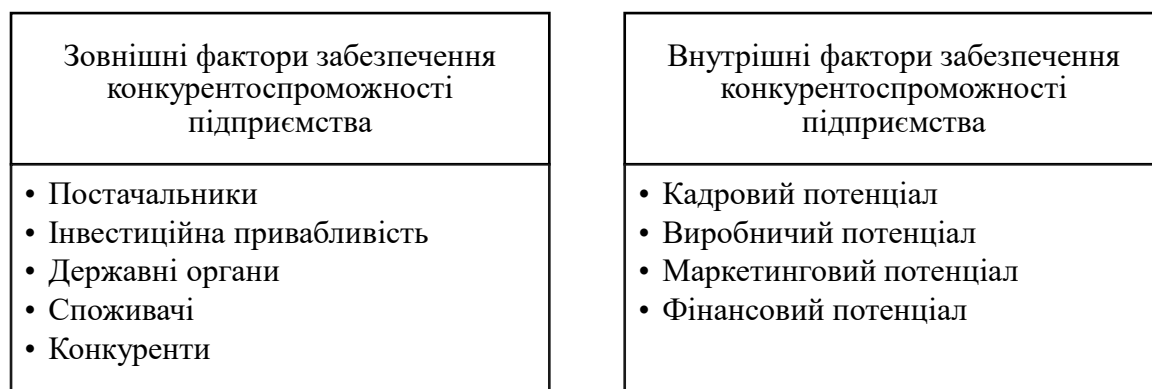 Зовнішні фактори забезпечення
конкурентоспроможності
підприємства
• Постачальники
• Інвестиційна привабливість
• Державні органи
• Споживачі
• Конкуренти
Внутрішні фактори забезпечення
конкурентоспроможності
підприємства
• Кадровий потенціал
• Виробничий потенціал
• Маркетинговий потенціал
• Фінансовий потенціал